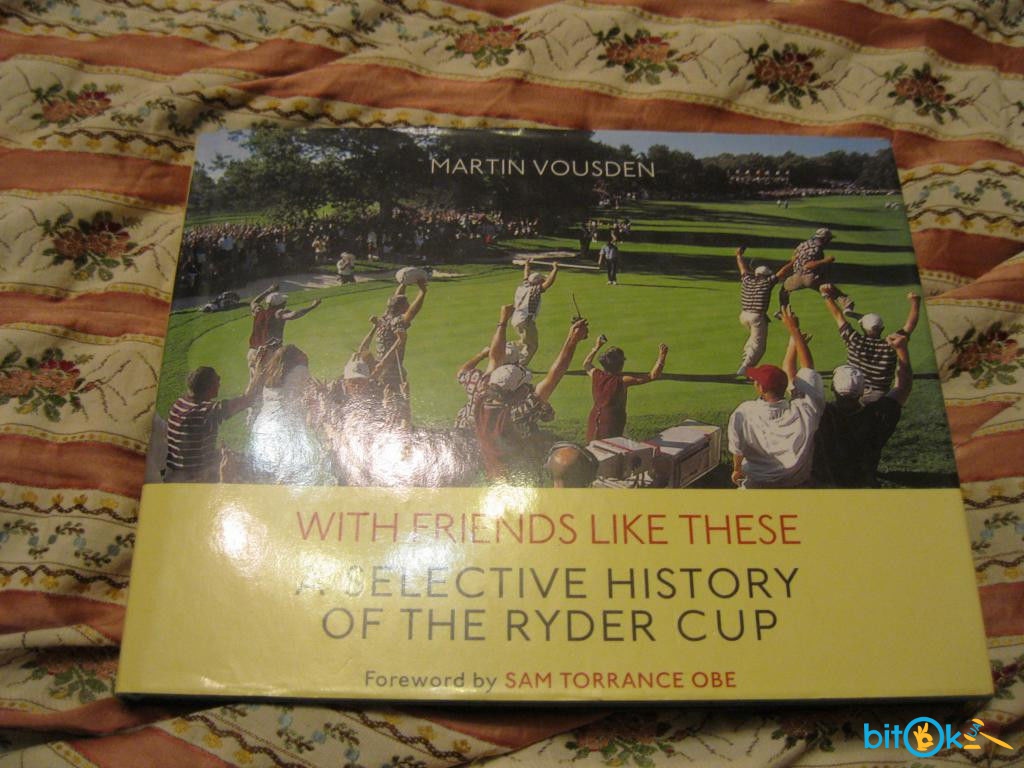 MARTIN VOUSDEN
WITH FRIENDS LIKE THESE
A SELECTIVE HISTORY
OF THE RYDER CUP
Foreword by SAM TORRANCE OBE
bitOk